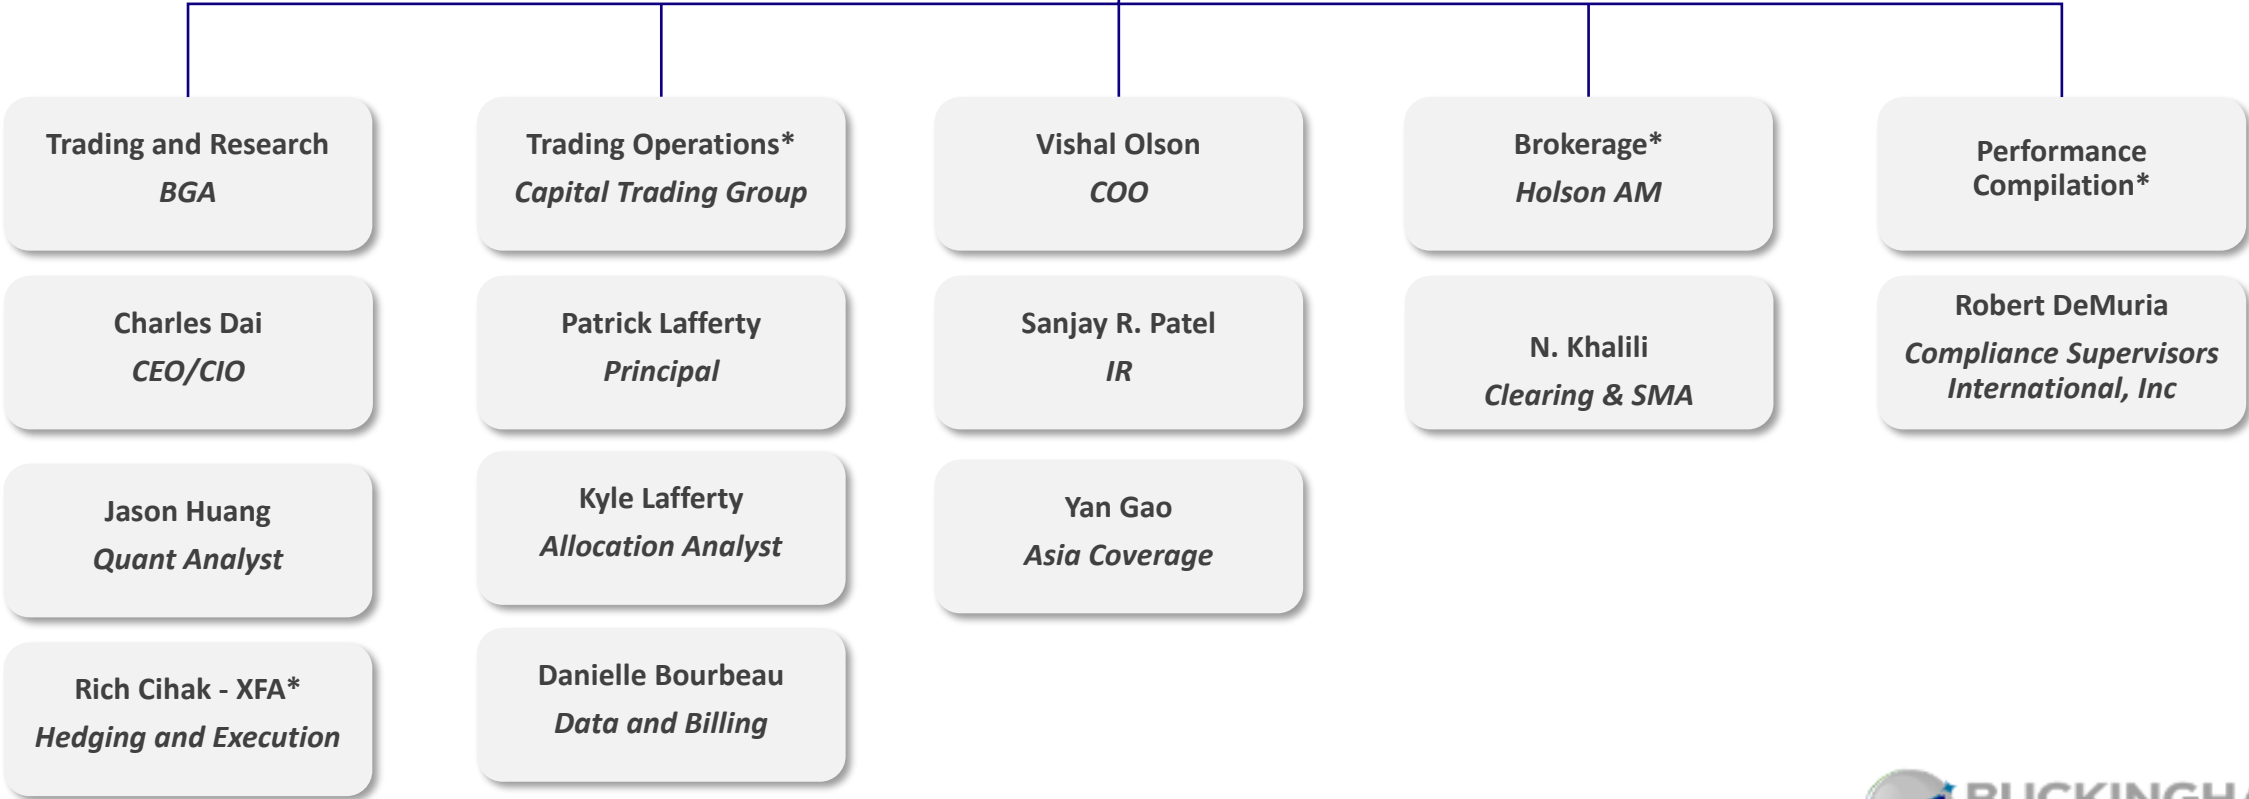 Trading and Research
BGA
Charles Dai
CEO/CIO
Jason Huang
Quant Analyst
Rich Cihak - XFA*
Hedging and Execution
Trading Operations*
Capital Trading Group
Patrick Lafferty
Principal
Kyle Lafferty
Allocation Analyst
Danielle Bourbeau
Data and Billing
Vishal Olson
COO
Sanjay R. Patel
IR
Yan Gao
Asia Coverage
Brokerage*
Holson AM
N. Khalili
Clearing & SMA
Performance
Compilation*
Robert DeMuria
Compliance Supervisors
International, Inc